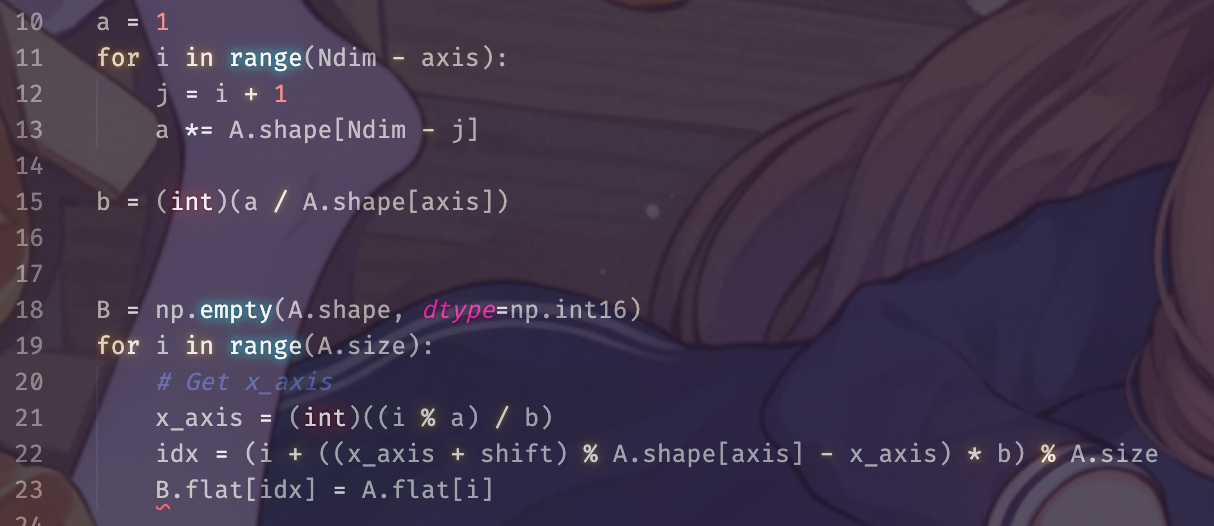 10 a = 1
11 for i in range(Ndim - axis):
12 j = i + 1
13 a *= A.shape[Ndim - j]
14
15 b = (int)(a / A.shape[axis])
16
17
18 B = np.empty(A.shape, dtype=np.int16)
19 for i in range(A.size):
20 # Get x_axis
21 x_axis = (int)((i % a) / b)
22 idx = (i + ((x_axis + shift) % A.shape[axis] - x_axis) * b) % A.size
23 B.flat[idx] = A.flat[i]
24